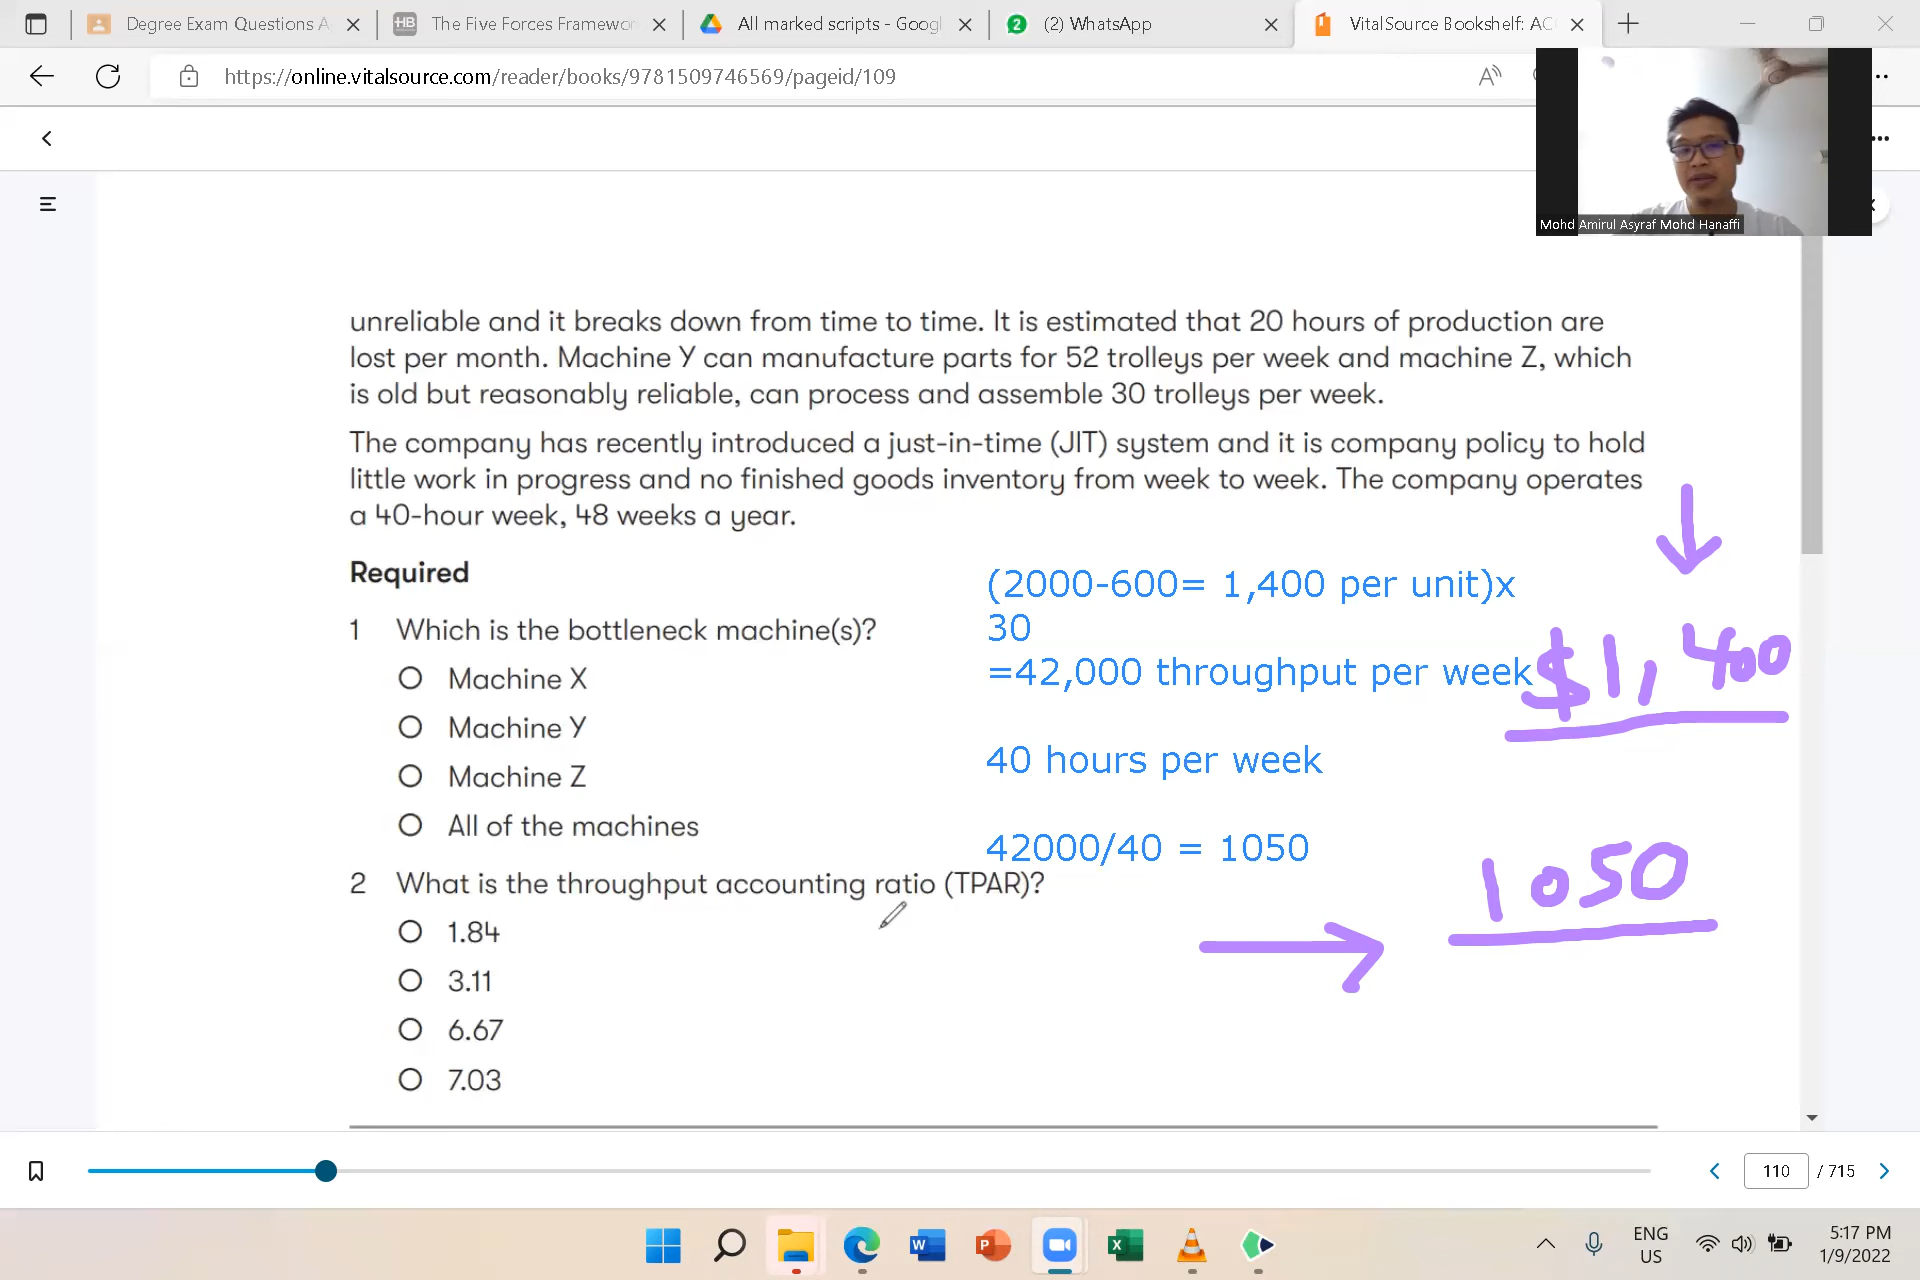 Degree Exam Questions A
The Five Forces Framewor
All marked scripts - Googl
(2) WhatsApp
VitalSource Bookshelf: AC
https://online.vitalsource.com/reader/books/9781509746569/pageid/109
Mohd Amirul Asyraf Mohd Hanaffi
unreliable and it breaks down from time to time. It is estimated that 20 hours of production are
lost per month. Machine Y can manufacture parts for 52 trolleys per week and machine Z, which
is old but reasonably reliable, can process and assemble 30 trolleys per week.
The company has recently introduced a just-in-time (JIT) system and it is company policy to hold
little work in progress and no finished goods inventory from week to week. The company operates
a 40-hour week, 48 weeks a year.
Required
1 Which is the bottleneck machine(s)?
Machine X
Machine Y
Machine Z
All of the machines
2 What is the throughput accounting ratio (TPAR)?
1.84
3.11
6.67
7.03
(2000-600= 1,400 per unit)x
30
=42,000 throughput per week
40 hours per week
42000/40 = 1050
$1,400
1050
110 / 715
ENG
US
5:17 PM
1/9/2022